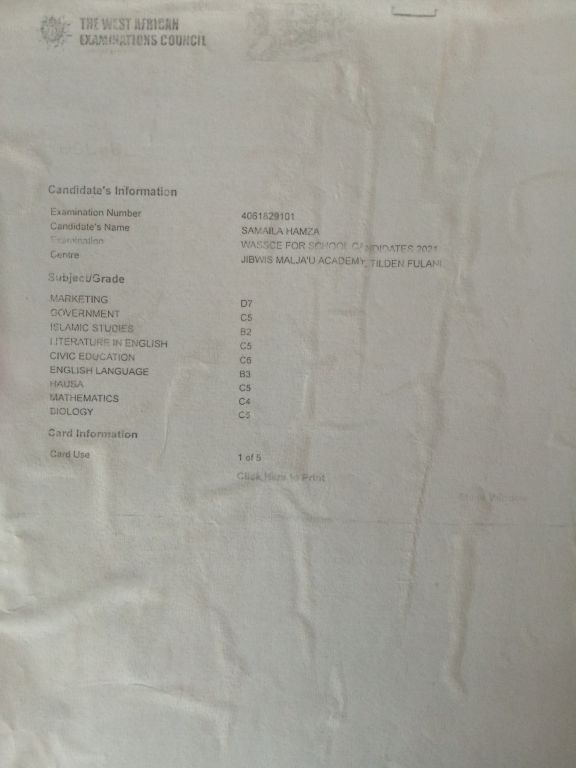 THE WEST AFRICAN
EXAMINATIONS COUNCIL
Candidate's Information
Examination Number 4061829101
Candidate's Name SAMAILA HAMZA
Examination WASSCE FOR SCHOOL CANDIDATES 2021
Centre JIBWIS MALJA'U ACADEMY, TILDEN FULANI
Subject/Grade
MARKETING D7
GOVERNMENT C5
ISLAMIC STUDIES B2
LITERATURE IN ENGLISH C5
CIVIC EDUCATION C6
ENGLISH LANGUAGE B3
HAUSA C5
MATHEMATICS C4
BIOLOGY C5
Card Information
Card Use 1 of 5
Click Here to Print
Window